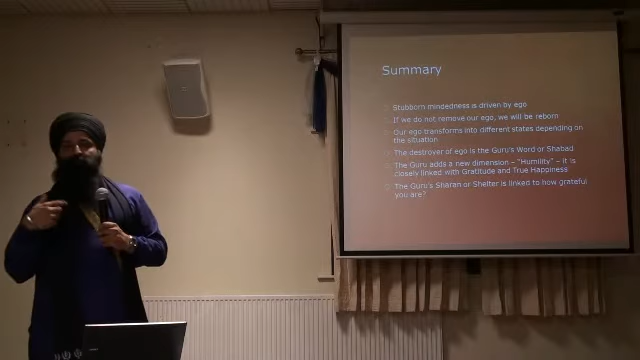 Summary
Stubborn mindedness is driven by ego
If we do not remove our ego, we will be reborn
Our ego transforms into different states depending on
the situation
The destroyer of ego is the Guru's Word or Shabad
The Guru adds a new dimension – "Humility" – it is
closely linked with Gratitude and True Happiness
The Guru's Sharan or Shelter is linked to how grateful
you are?